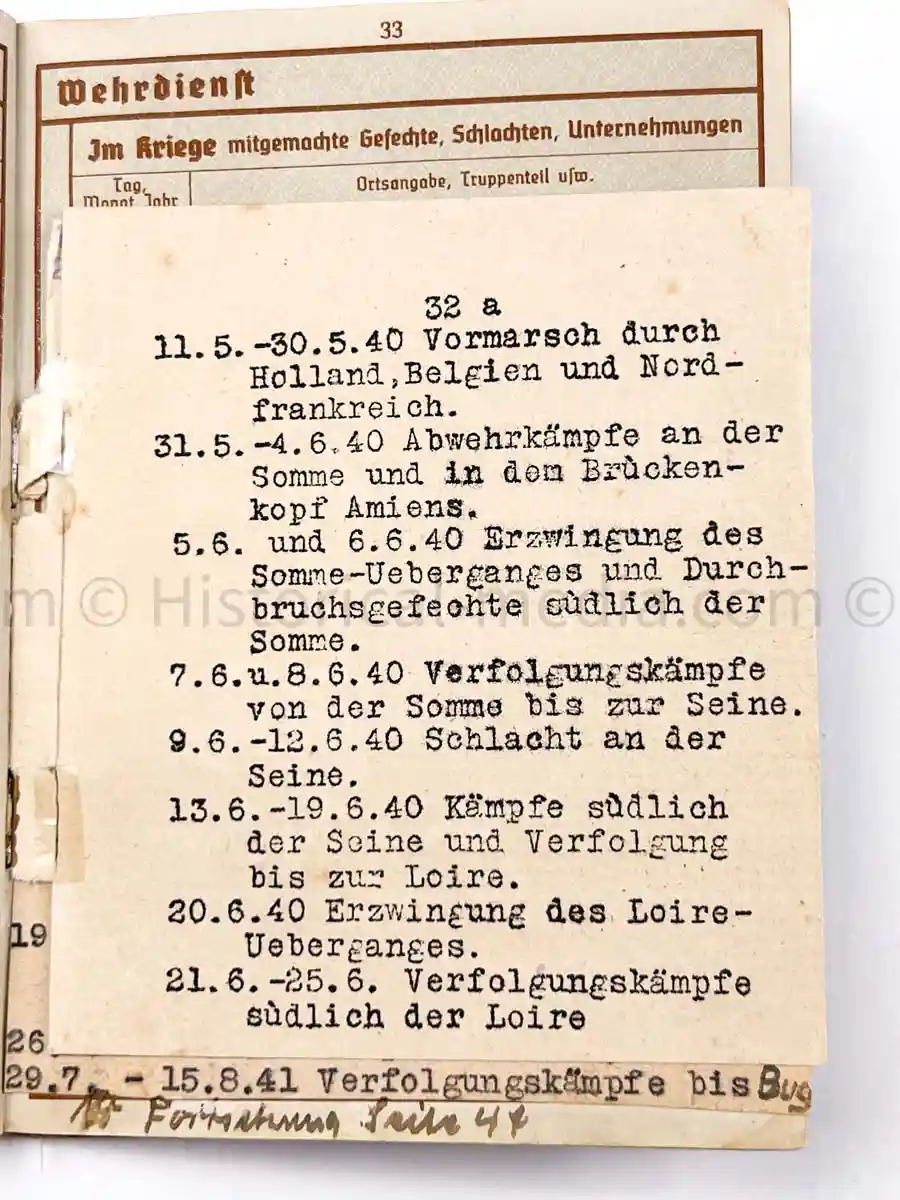 33
Wehrdienst
Im Kriege mitgemachte Gefechte, Schlachten, Unternehmungen
Tag,
Monat, Jahr
Ortsangabe, Truppenteil usw.
32 a
11.5.-30.5.40 Vormarsch durch
Holland,Belgien und Nord-
frankreich.
31.5.-4.6.40 Abwehrkämpfe an der
Somme und in dem Brücken-
kopf Amiens.
5.6. und 6.6.40 Erzwingung des
Somme-Ueberganges und Durch-
bruchsgefechte südlich der
Somme.
7.6.u.8.6.40 Verfolgungskämpfe
von der Somme bis zur Seine.
9.6.-12.6.40 Schlacht an der
Seine.
13.6.-19.6.40 Kämpfe südlich
der Seine und Verfolgung
bis zur Loire.
20.6.40 Erzwingung des Loire-
Ueberganges.
21.6.-25.6. Verfolgungskämpfe
südlich der Loire
19
26
29.7. - 15.8.41 Verfolgungskämpfe bis Bug
Fortsetzung Seite
m © Historical-media.com ©